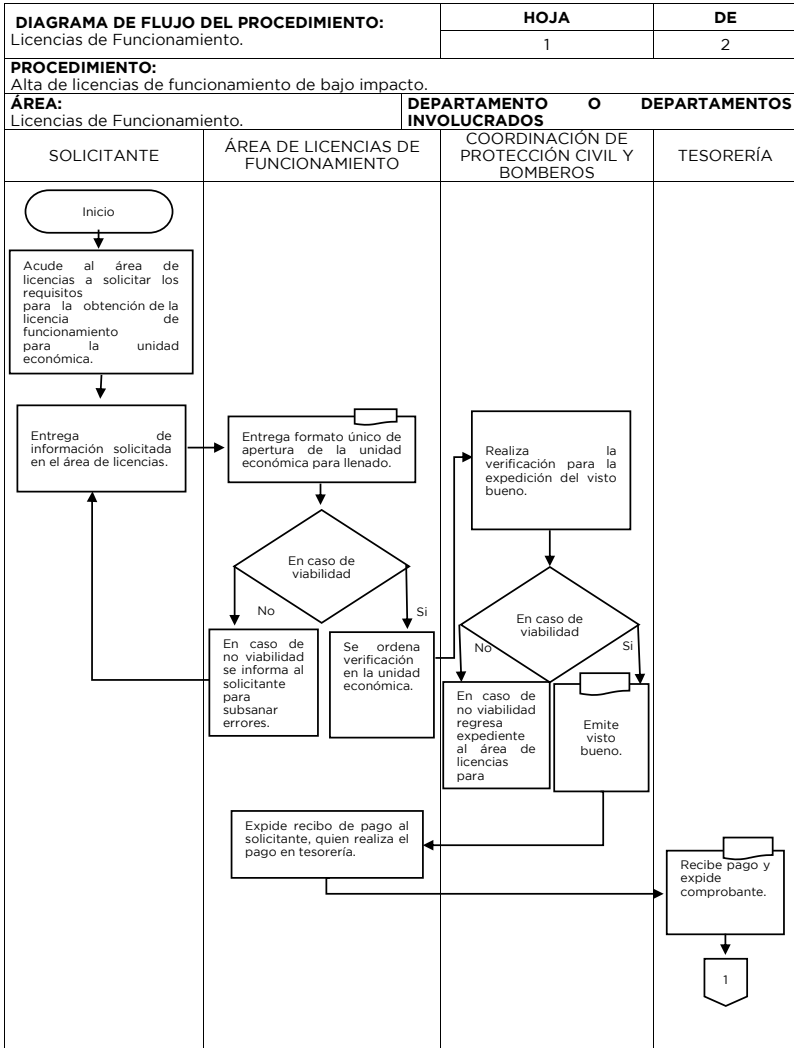 DIAGRAMA DE FLUJO DEL PROCEDIMIENTO:
Licencias de Funcionamiento.
HOJA
DE
1
2
PROCEDIMIENTO:
Alta de licencias de funcionamiento de bajo impacto.
ÁREA:
Licencias de Funcionamiento.
DEPARTAMENTO O DEPARTAMENTOS
INVOLUCRADOS
SOLICITANTE
ÁREA DE LICENCIAS DE
FUNCIONAMIENTO
COORDINACIÓN DE
PROTECCIÓN CIVIL Y
BOMBEROS
TESORERÍA
Inicio
Acude al área de
licencias a solicitar los
requisitos
para la obtención de la
licencia de
funcionamiento
para la unidad
económica.
Entrega de
información solicitada
en el área de licencias.
Entrega formato único de
apertura de la unidad
económica para llenado.
Realiza la
verificación para la
expedición del visto
bueno.
En caso de
viabilidad
No
Si
En caso de
no viabilidad
se informa al
solicitante
para
subsanar
errores.
Se ordena
verificación
en la unidad
económica.
En caso de
viabilidad
No
Si
En caso de
no viabilidad
regresa
expediente
al área de
licencias
para
Emite
visto
bueno.
Expide recibo de pago al
solicitante, quien realiza el
pago en tesorería.
Recibe pago y
expide
comprobante.
1